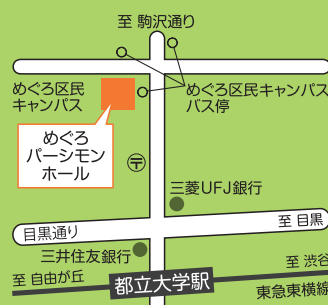 至 駒沢通り
めぐろ区民
キャンパス
めぐろ区民キャンパス
バス停
めぐろ
パーシモン
ホール
〒
三菱UFJ銀行
目黒通り
至 目黒
三井住友銀行
至 渋谷
至 自由が丘
都立大学駅
東急東横線